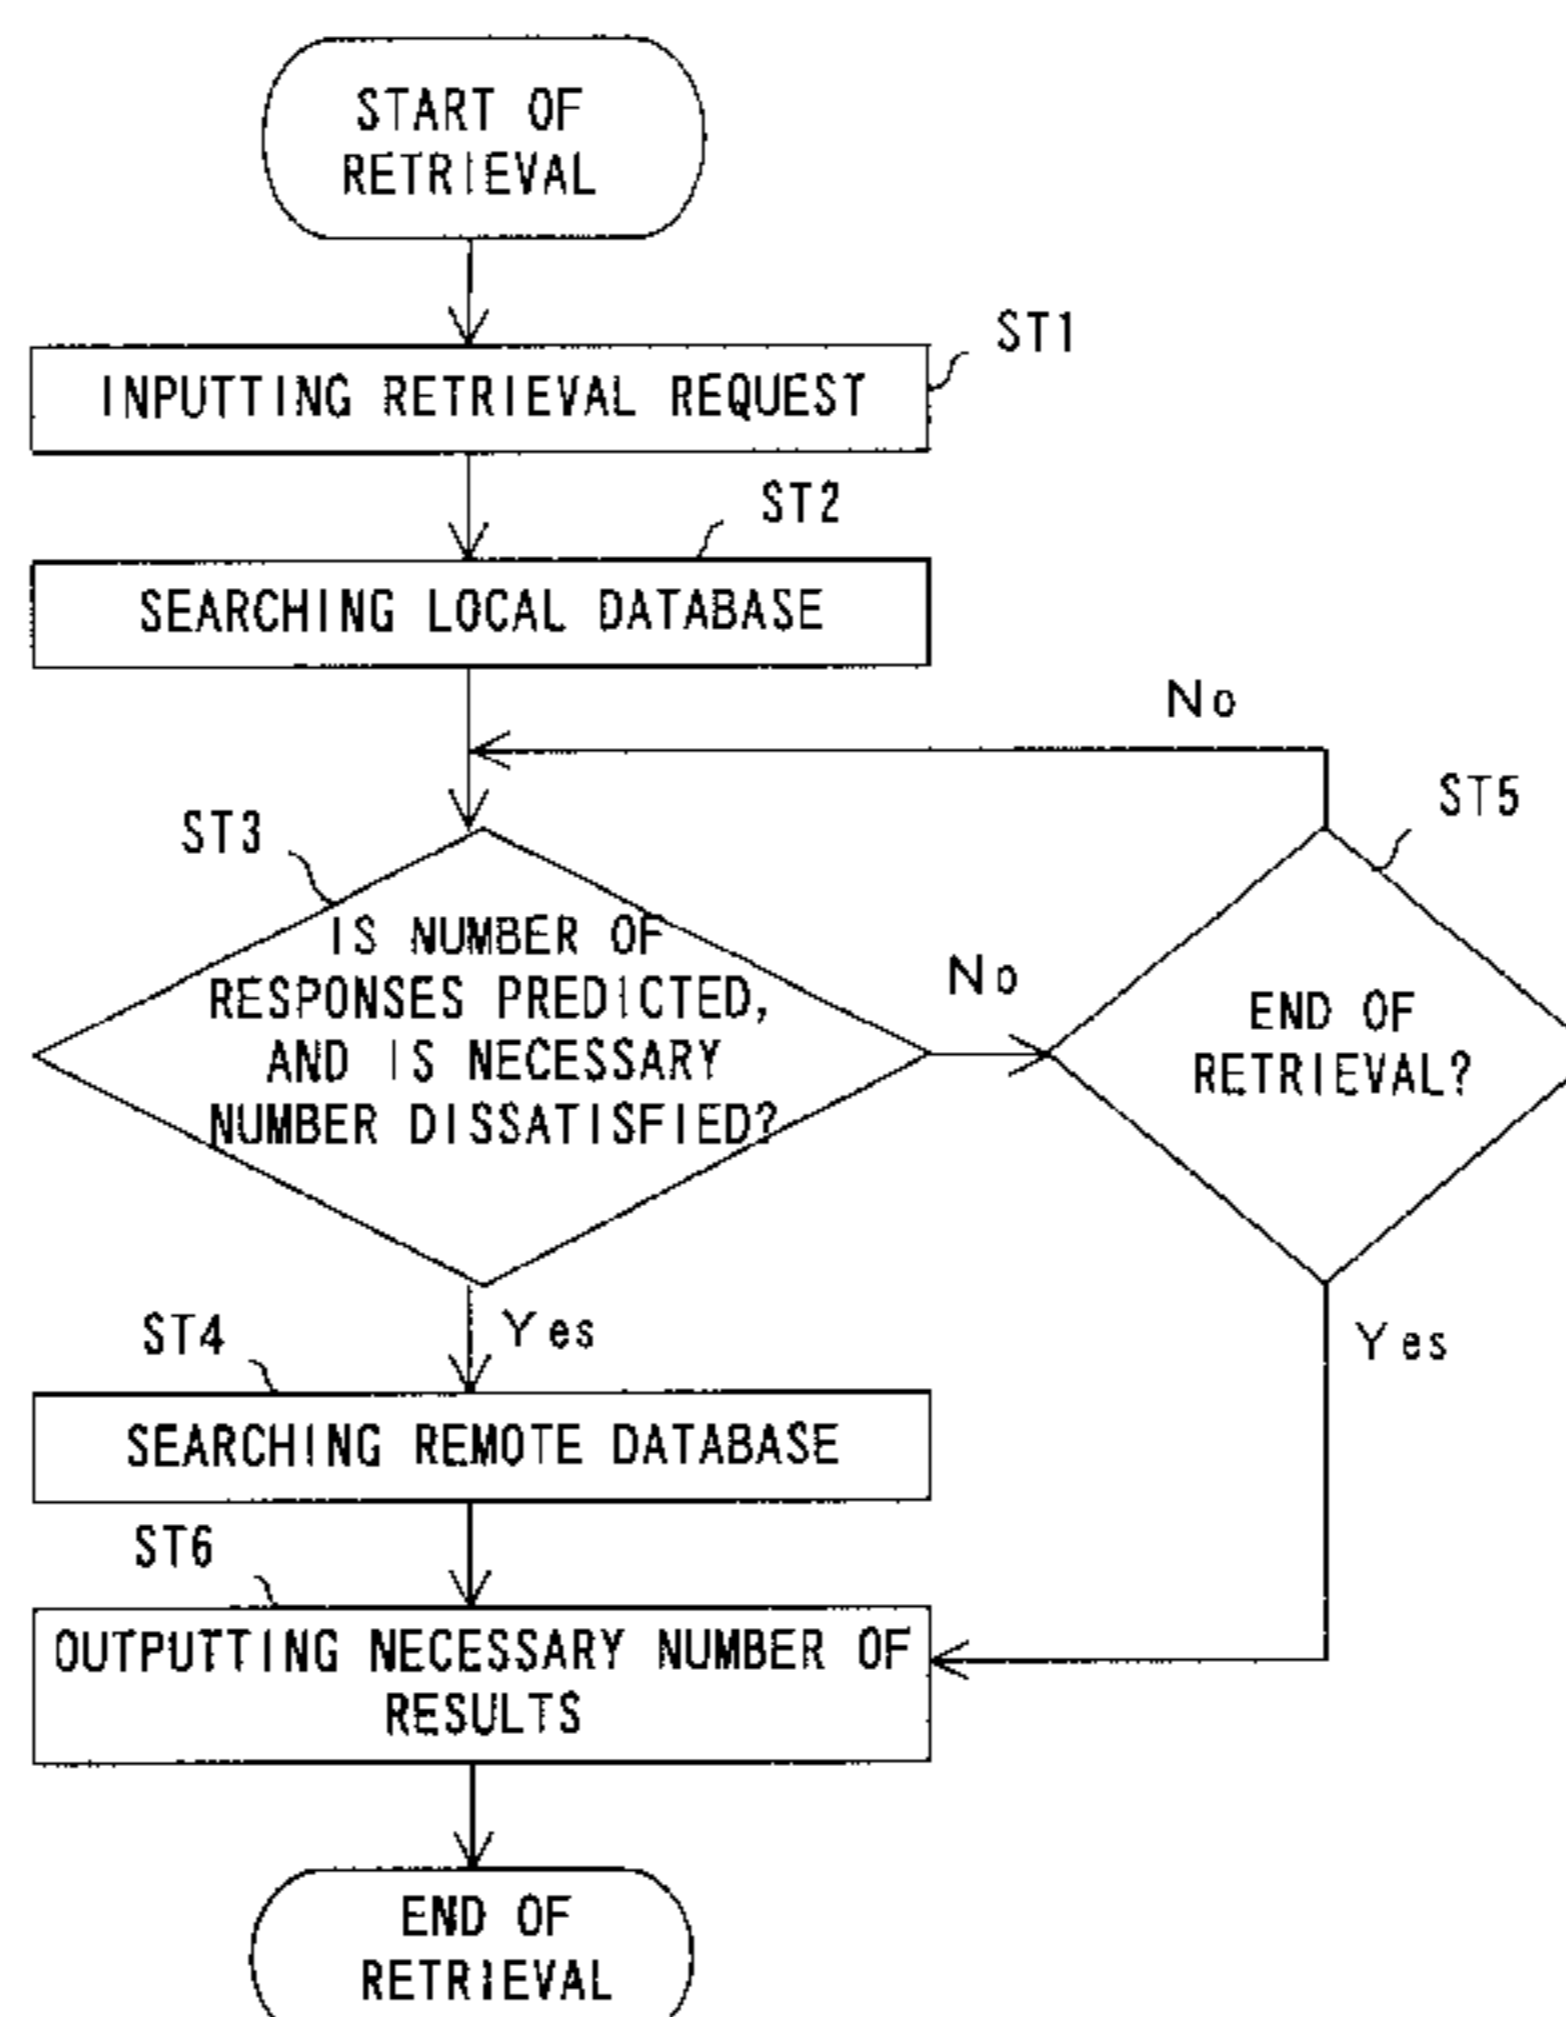 START OF
RETRIEVAL
ST1
INPUTTING RETRIEVAL REQUEST
ST2
SEARCHING LOCAL DATABASE
No
ST5
ST3
IS NUMBER OF
RESPONSES PREDICTED,
AND IS NECESSARY
NUMBER DISSATISFIED?
No
END OF
RETRIEVAL?
Yes
Yes
ST4
SEARCHING REMOTE DATABASE
ST6
OUTPUTTING NECESSARY NUMBER OF
RESULTS
END OF
RETRIEVAL